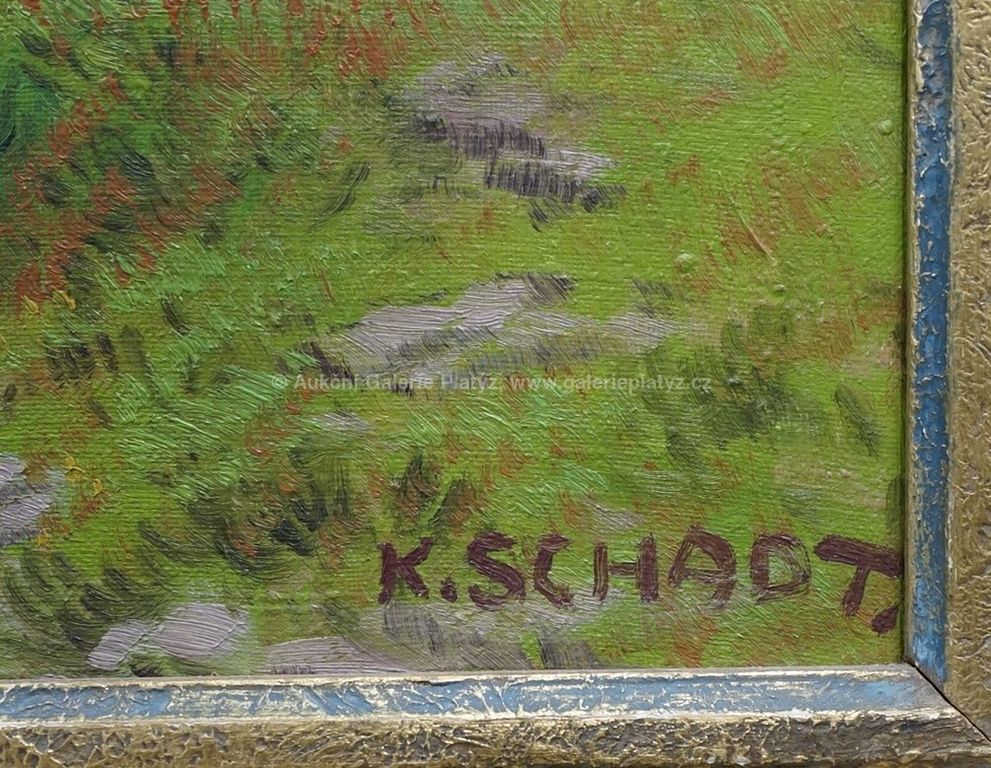 © Aukční Galerie Platýz, www.galerieplatyz.cz
K. SCHADT.